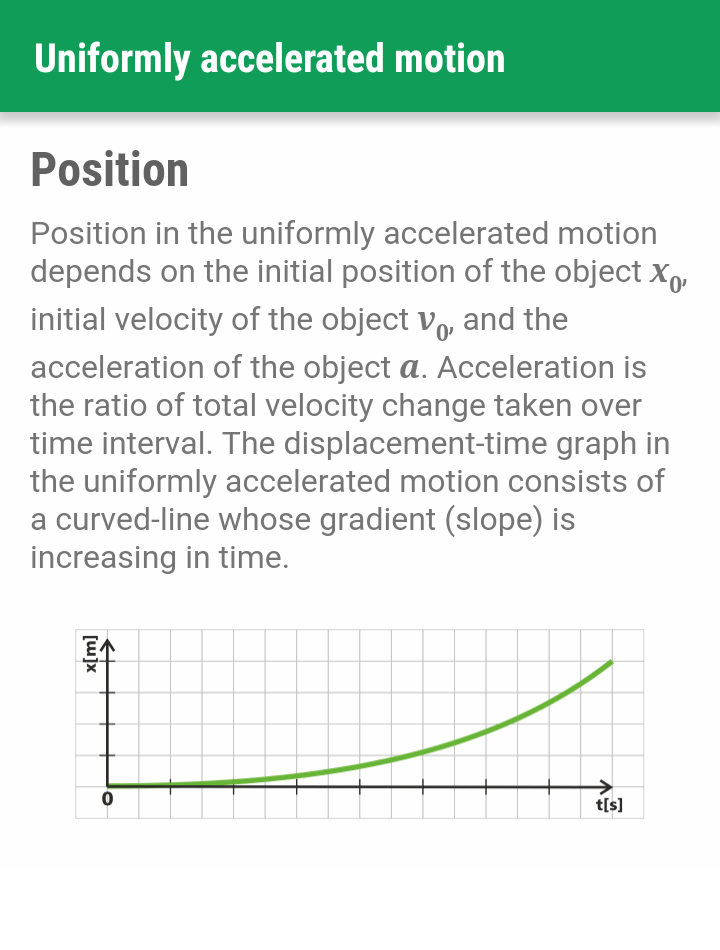 Uniformly accelerated motion
Position
Position in the uniformly accelerated motion
depends on the initial position of the object x₀,
initial velocity of the object v₀, and the
acceleration of the object a. Acceleration is
the ratio of total velocity change taken over
time interval. The displacement-time graph in
the uniformly accelerated motion consists of
a curved-line whose gradient (slope) is
increasing in time.
x[m]
0
t[s]